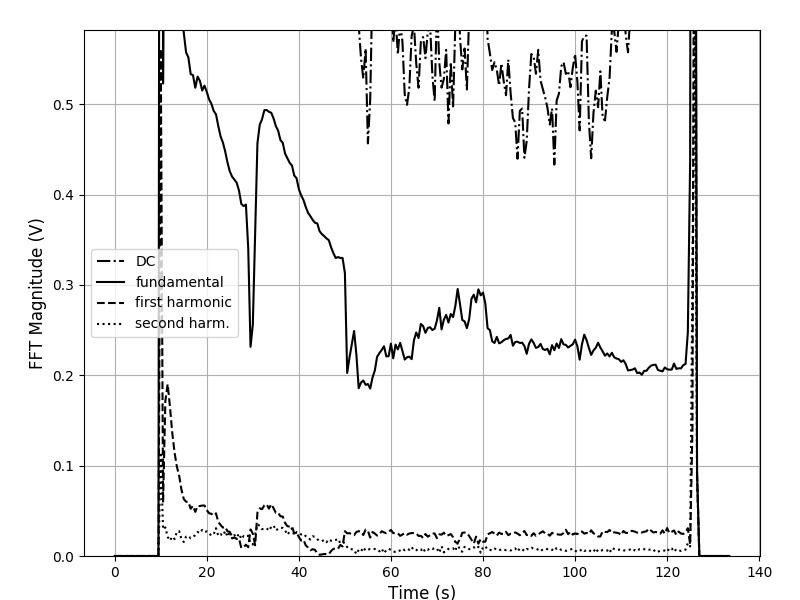 0.5
0.4
0.3
0.2
0.1
0.0
FFT Magnitude (V)
DC
fundamental
first harmonic
second harm.
0 20 40 60 80 100 120 140
Time (s)